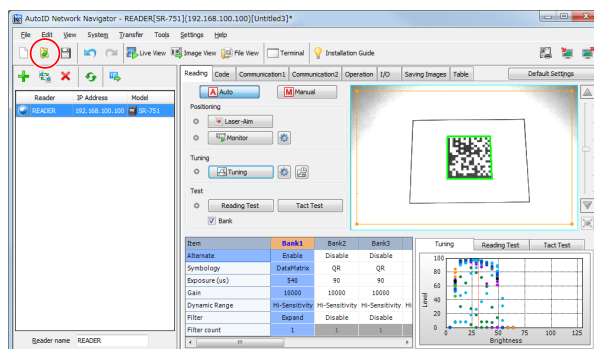 AutoID Network Navigator - READER[SR-751](192.168.100.100)[Untitled3]*
File Edit View System Transfer Tools Settings Help
Live View Image View File View Terminal Installation Guide
Reading Code Communication1 Communication2 Operation I/O Saving Images Table Default Settings
Reader IP Address Model
READER 192.168.100.100 SR-751
A Auto M Manual
Positioning
Laser-Aim
Monitor
Tuning
Tuning
Test
Reading Test Tact Test
Bank
Item Bank1 Bank2 Bank3
Alternate Enable Disable Disable
Symbology DataMatrix QR QR
Exposure (us) 548 90 90
Gain 10000 10000 10000
Dynamic Range Hi-Sensitivity Hi-Sensitivity Hi-Sensitivity Hi
Filter Expand Disable Disable
Filter count 1 1 1
Tuning Reading Test Tact Test
Level
100
80
60
40
20
0
0 25 50 75 100 125
Brightness
Reader name READER